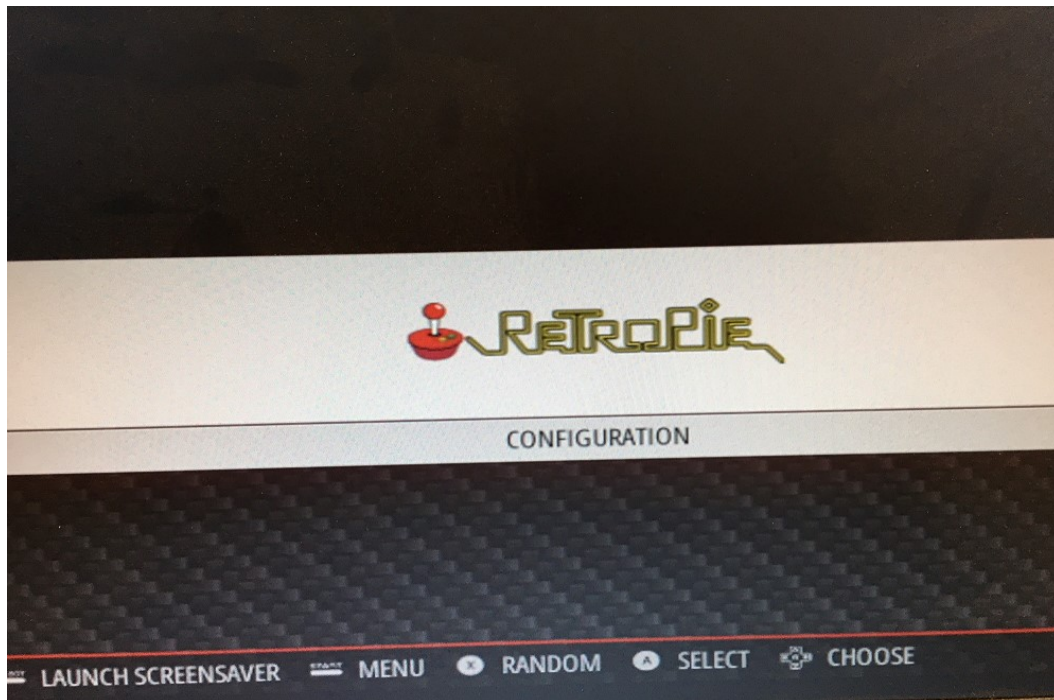 RETROPIE
CONFIGURATION
LAUNCH SCREENSAVER START MENU X RANDOM A SELECT CHOOSE